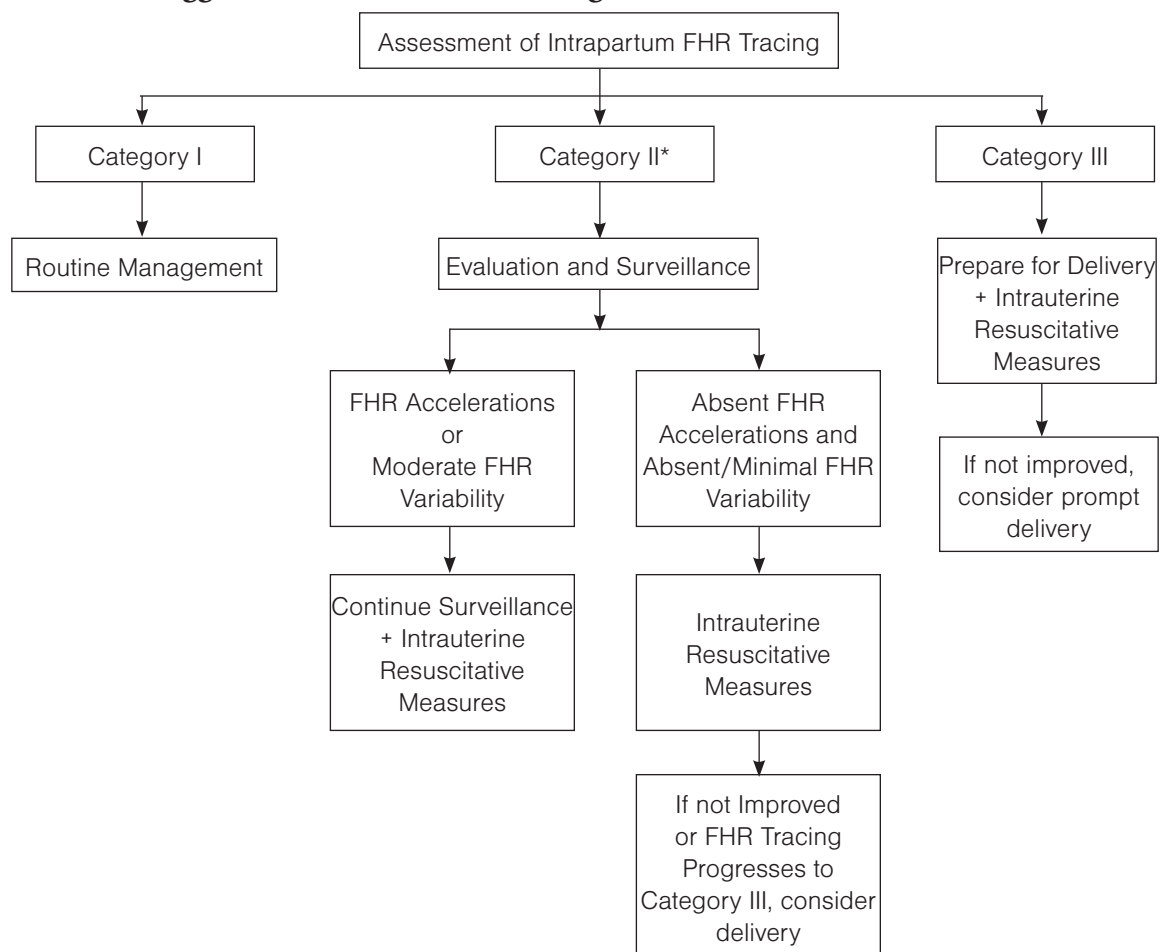 Assessment of Intrapartum FHR Tracing
Category I
Category II*
Category III
Routine Management
Evaluation and Surveillance
Prepare for Delivery
+ Intrauterine
Resuscitative
Measures
FHR Accelerations
or
Moderate FHR
Variability
Absent FHR
Accelerations and
Absent/Minimal FHR
Variability
If not improved,
consider prompt
delivery
Continue Surveillance
+ Intrauterine
Resuscitative
Measures
Intrauterine
Resuscitative
Measures
If not Improved
or FHR Tracing
Progresses to
Category III, consider
delivery